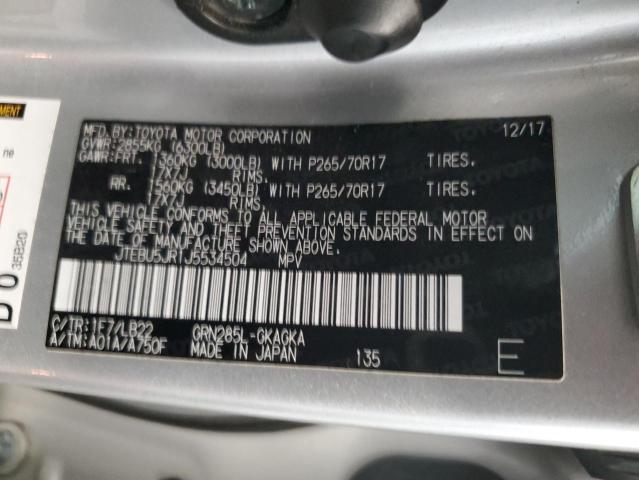 MFD. BY: TOYOTA MOTOR CORPORATION 12/17
GVWR: 2855KG (6300LB)
GAWR: FRT. 1360KG (3000LB) WITH P265/70R17 TIRES.
17X7J RIMS.
RR. 1560KG (3450LB) WITH P265/70R17 TIRES.
17X7J RIMS.
THIS VEHICLE CONFORMS TO ALL APPLICABLE FEDERAL MOTOR
VEHICLE SAFETY AND THEFT PREVENTION STANDARDS IN EFFECT ON
THE DATE OF MANUFACTURE SHOWN ABOVE.
JTEBU5JR1J5534504 MPV
C/TR: 1F7/LB22 GRN285L-GKAGKA
A/TM: A01A/A750F MADE IN JAPAN 135 E
MENT
ne
35B20